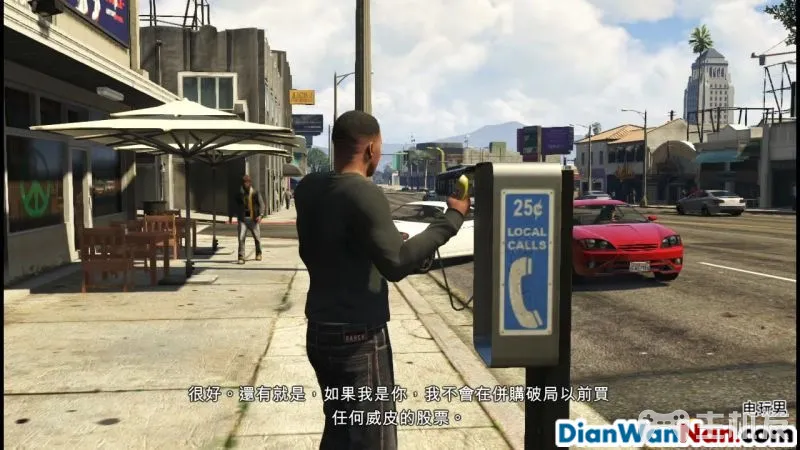 25¢
LOCAL
CALLS
很好。還有就是，如果我是你，我不會在併購破局以前買
任何威皮的股票。
电玩男
DianWanNan.com